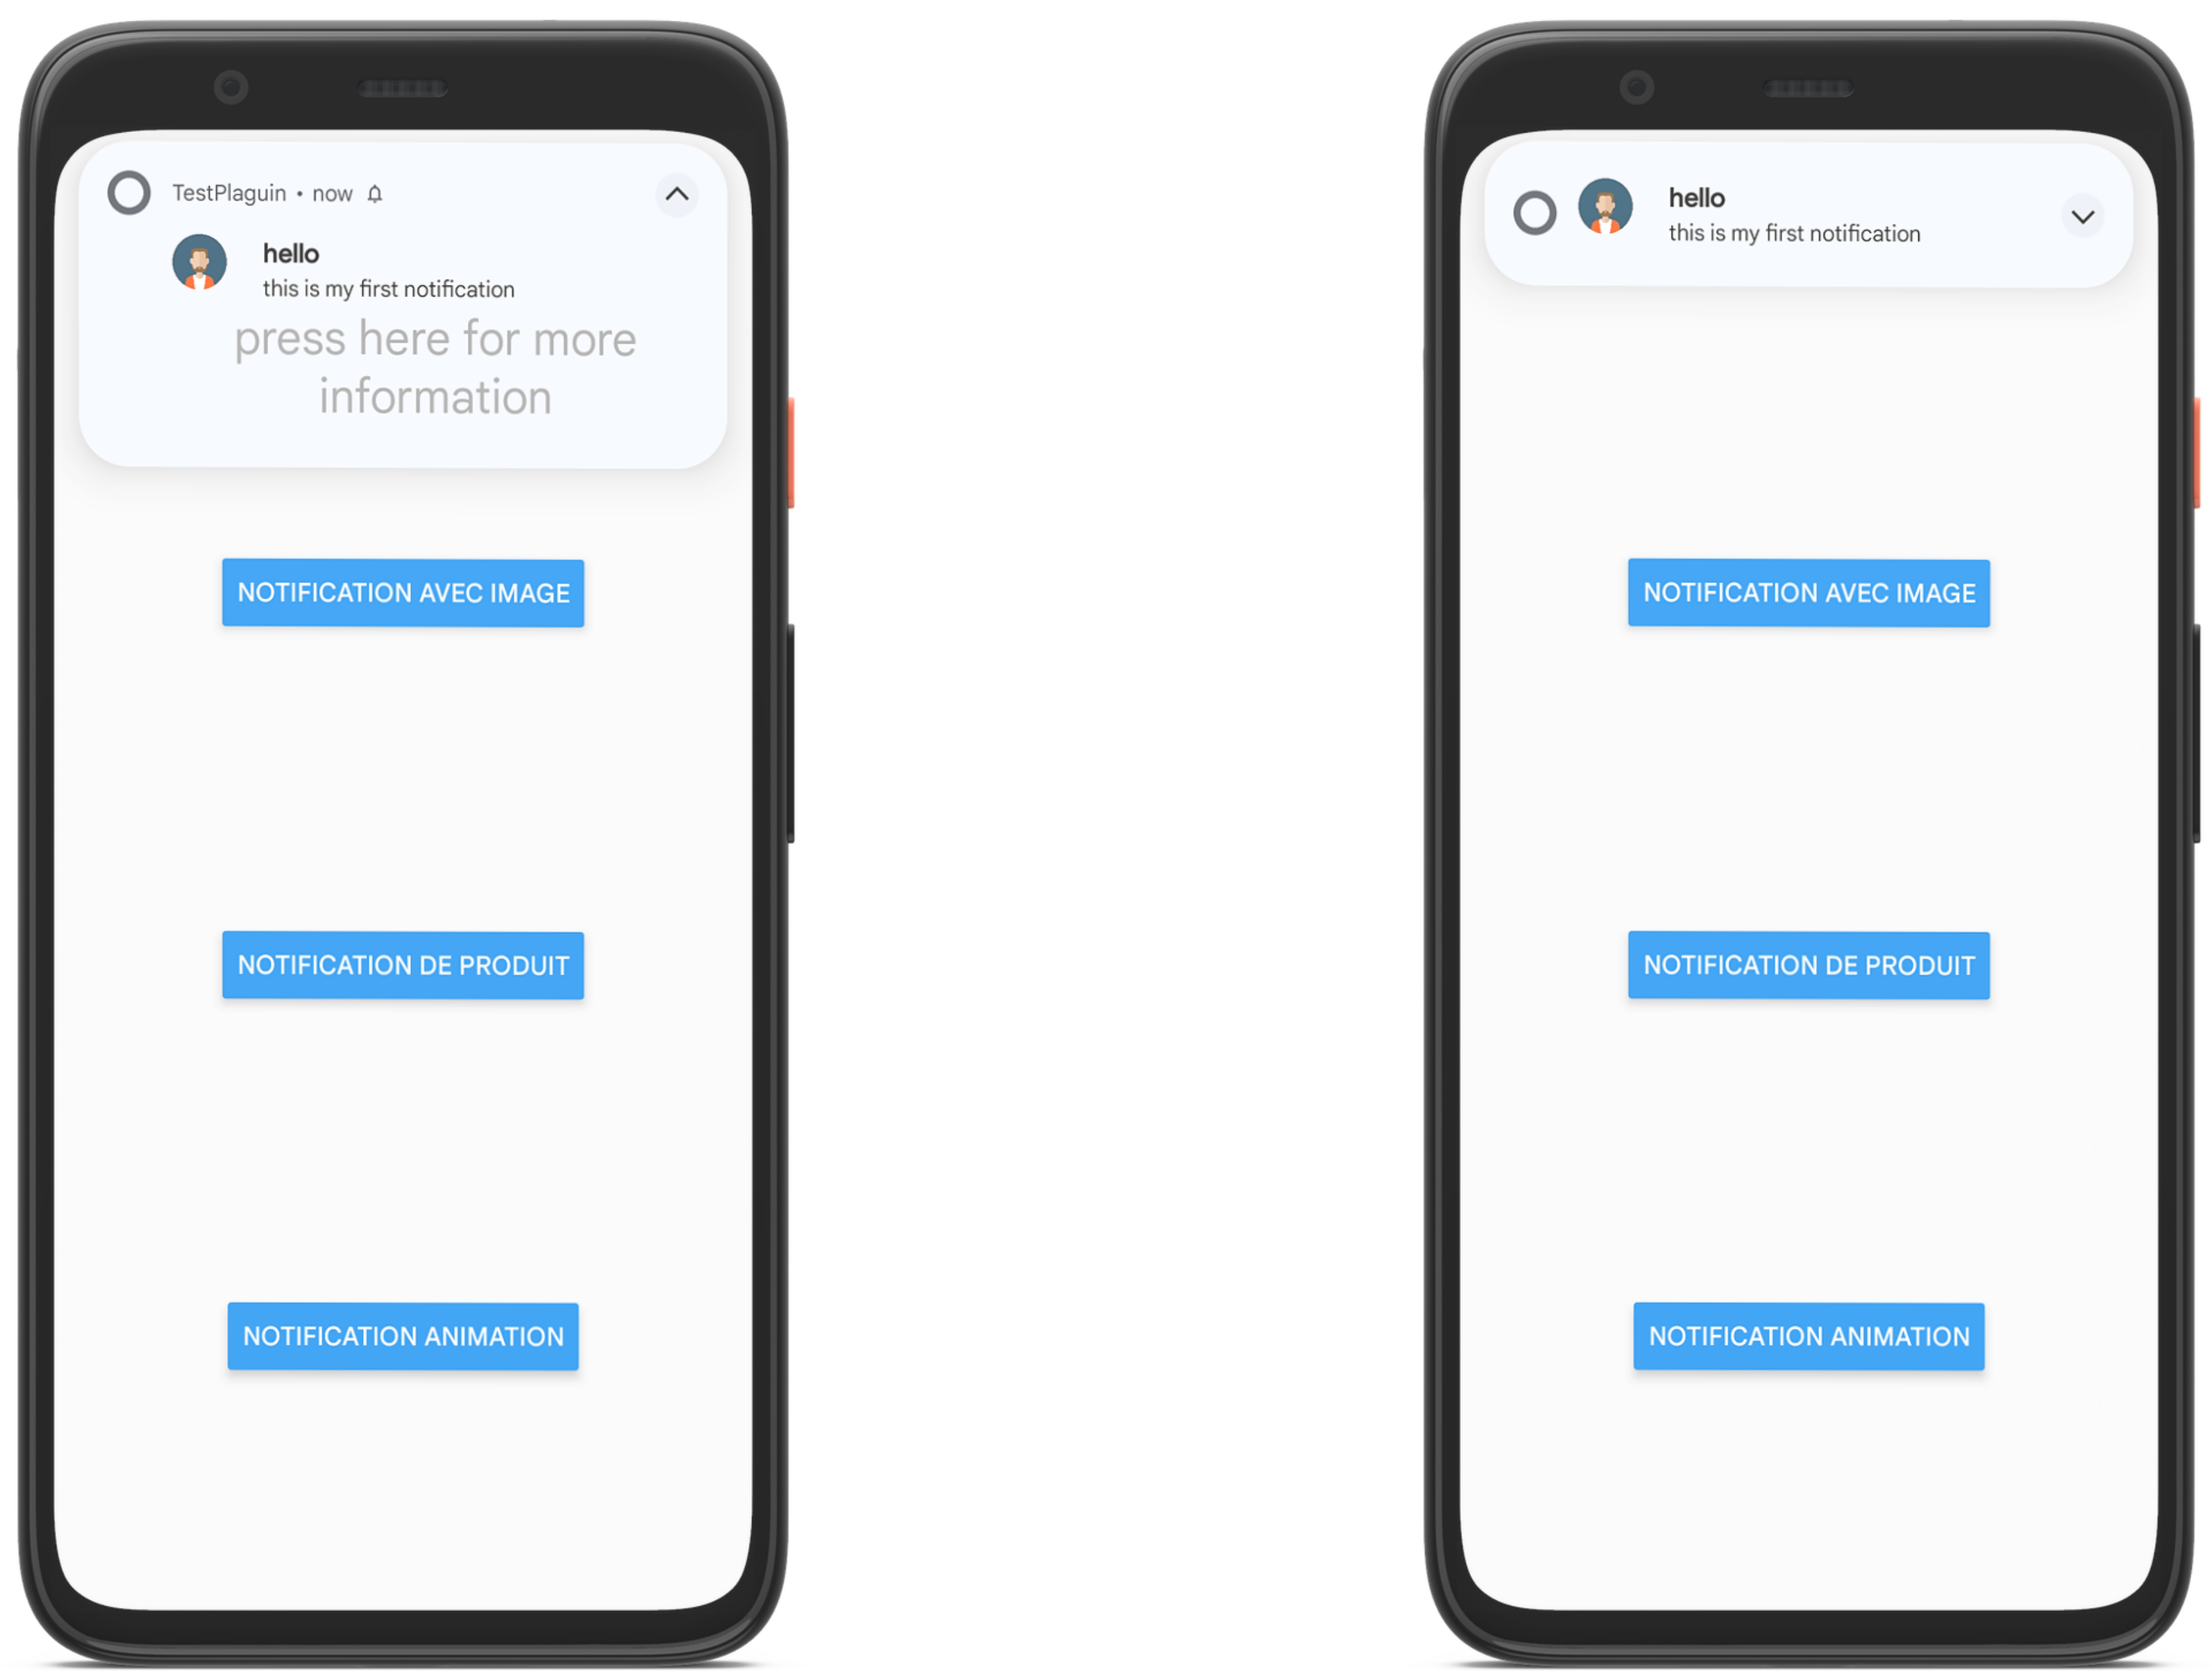 TestPlaguin • now
hello
this is my first notification
press here for more
information
NOTIFICATION AVEC IMAGE
NOTIFICATION DE PRODUIT
NOTIFICATION ANIMATION
hello
this is my first notification
NOTIFICATION AVEC IMAGE
NOTIFICATION DE PRODUIT
NOTIFICATION ANIMATION